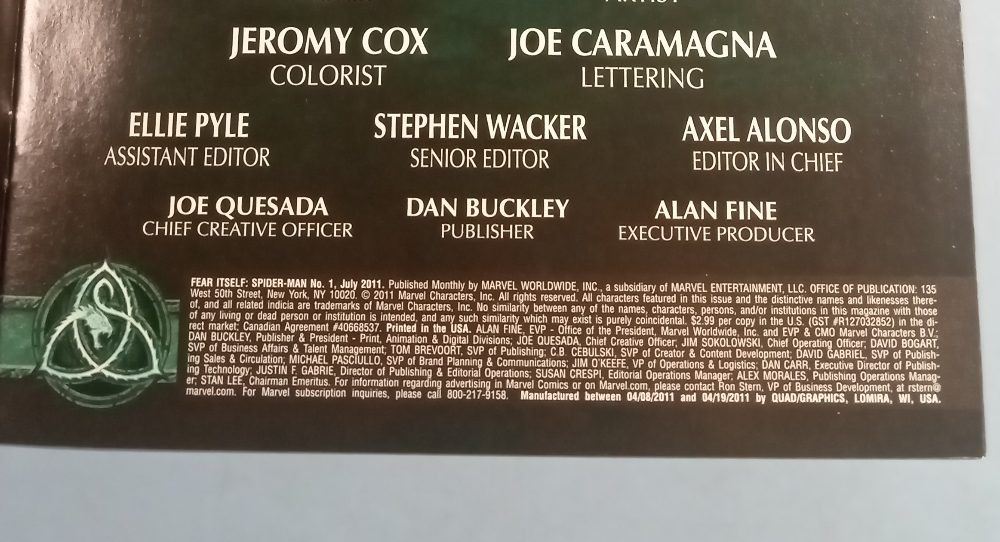 ARTIST
JEROMY COX JOE CARAMAGNA
COLORIST LETTERING
ELLIE PYLE STEPHEN WACKER AXEL ALONSO
ASSISTANT EDITOR SENIOR EDITOR EDITOR IN CHIEF
JOE QUESADA DAN BUCKLEY ALAN FINE
CHIEF CREATIVE OFFICER PUBLISHER EXECUTIVE PRODUCER
FEAR ITSELF: SPIDER-MAN No. 1, July 2011. Published Monthly by MARVEL WORLDWIDE, INC., a subsidiary of MARVEL ENTERTAINMENT, LLC. OFFICE OF PUBLICATION: 135
West 50th Street, New York, NY 10020. © 2011 Marvel Characters, Inc. All rights reserved. All characters featured in this issue and the distinctive names and likenesses there-
of, and all related indicia are trademarks of Marvel Characters, Inc. No similarity between any of the names, characters, persons, and/or institutions in this magazine with those
of any living or dead person or institution is intended, and any such similarity which may exist is purely coincidental. $2.99 per copy in the U.S. (GST #R127032852) in the di-
rect market; Canadian Agreement #40668537. Printed in the USA. ALAN FINE, EVP - Office of the President, Marvel Worldwide, Inc. and EVP & CMO Marvel Characters B.V.;
DAN BUCKLEY, Publisher & President - Print, Animation & Digital Divisions; JOE QUESADA, Chief Creative Officer; JIM SOKOLOWSKI, Chief Operating Officer; DAVID BOGART,
SVP of Business Affairs & Talent Management; TOM BREVOORT, SVP of Publishing; C.B. CEBULSKI, SVP of Creator & Content Development; DAVID GABRIEL, SVP of Publish-
ing Sales & Circulation; MICHAEL PASCIULLO, SVP of Brand Planning & Communications; JIM O'KEEFE, VP of Operations & Logistics; DAN CARR, Executive Director of Publish-
ing Technology; JUSTIN F. GABRIE, Director of Publishing & Editorial Operations; SUSAN CRESPI, Editorial Operations Manager; ALEX MORALES, Publishing Operations Manag-
er; STAN LEE, Chairman Emeritus. For information regarding advertising in Marvel Comics or on Marvel.com, please contact Ron Stern, VP of Business Development, at rstern@
marvel.com. For Marvel subscription inquiries, please call 800-217-9158. Manufactured between 04/08/2011 and 04/19/2011 by QUAD/GRAPHICS, LOMIRA, WI, USA.